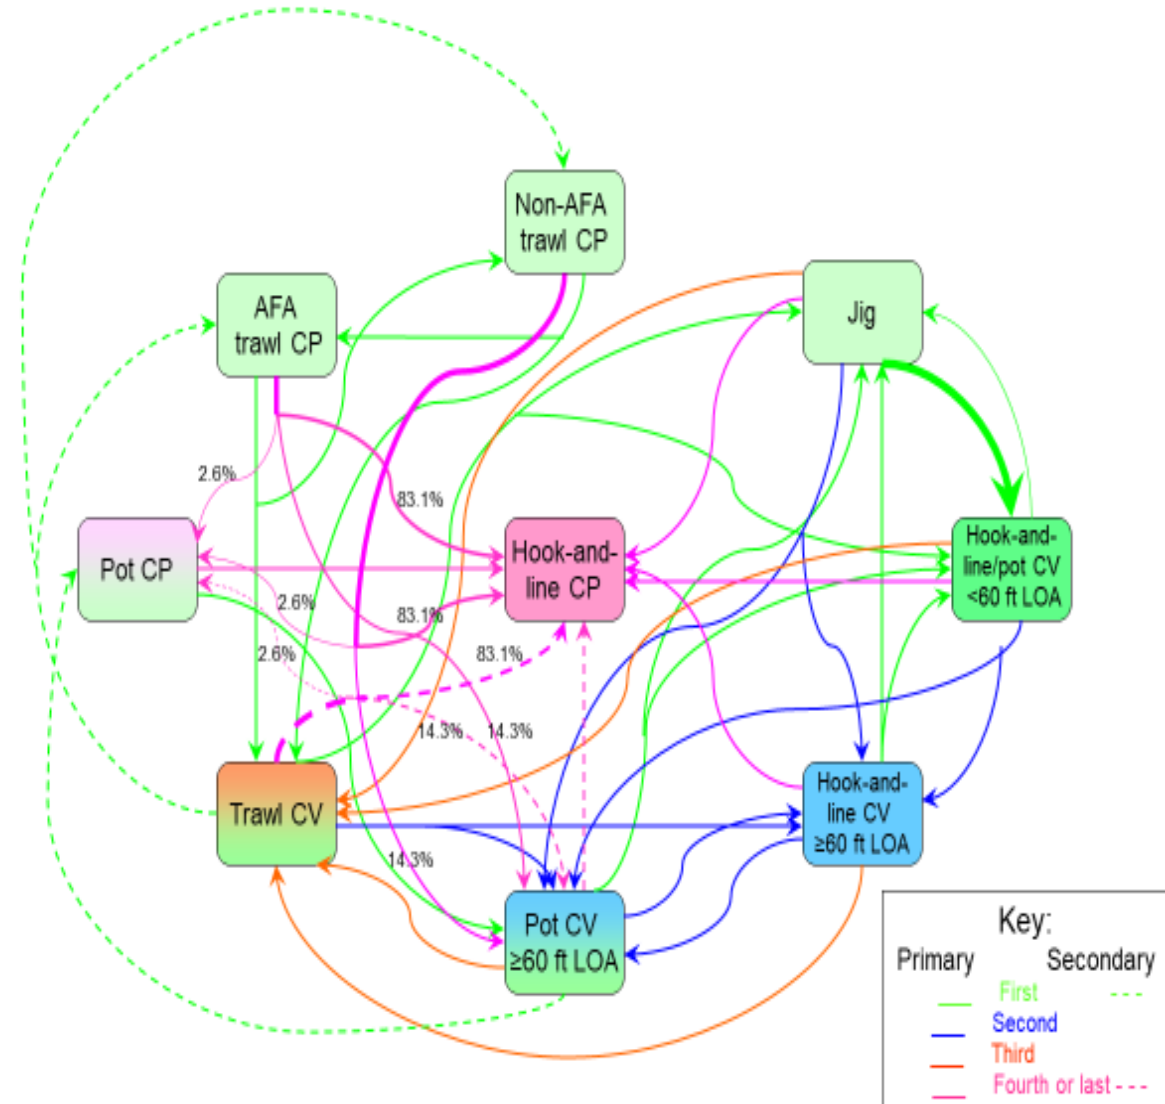 Non-AFA
trawl CP
AFA
trawl CP
Jig
2.6%
83.1%
Pot CP
Hook-and-
line CP
Hook-and-
line/pot CV
<60 ft LOA
2.6%
83.1%
2.6%
83.1%
14.3%
14.3%
Trawl CV
Hook-and-
line CV
≥60 ft LOA
14.3%
Pot CV
≥60 ft LOA
Key:
Primary Secondary
First
Second
Third
Fourth or last